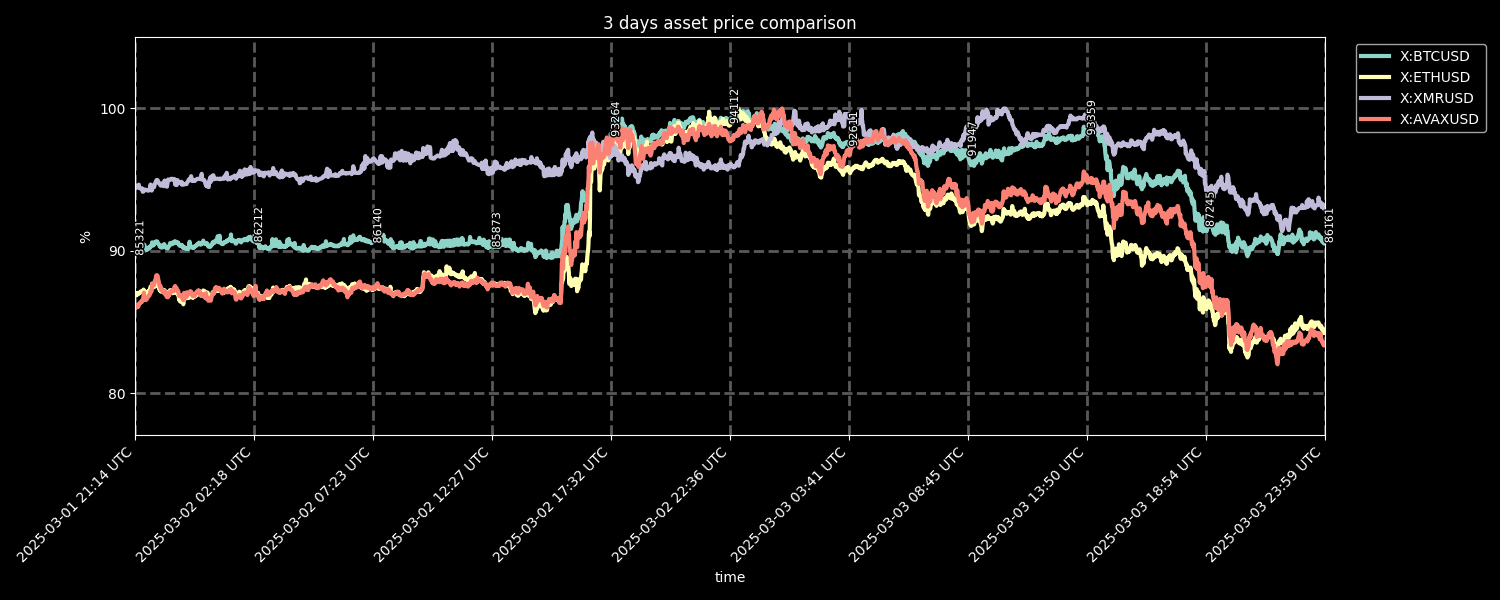 3 days asset price comparison
X:BTCUSD
X:ETHUSD
X:XMRUSD
X:AVAXUSD
100
90
80
%
85321
86212
86140
85873
93264
94112
92611
91947
93359
87245
86161
2025-03-01 21:14 UTC
2025-03-02 02:18 UTC
2025-03-02 07:23 UTC
2025-03-02 12:27 UTC
2025-03-02 17:32 UTC
2025-03-02 22:36 UTC
2025-03-03 03:41 UTC
2025-03-03 08:45 UTC
2025-03-03 13:50 UTC
2025-03-03 18:54 UTC
2025-03-03 23:59 UTC
time